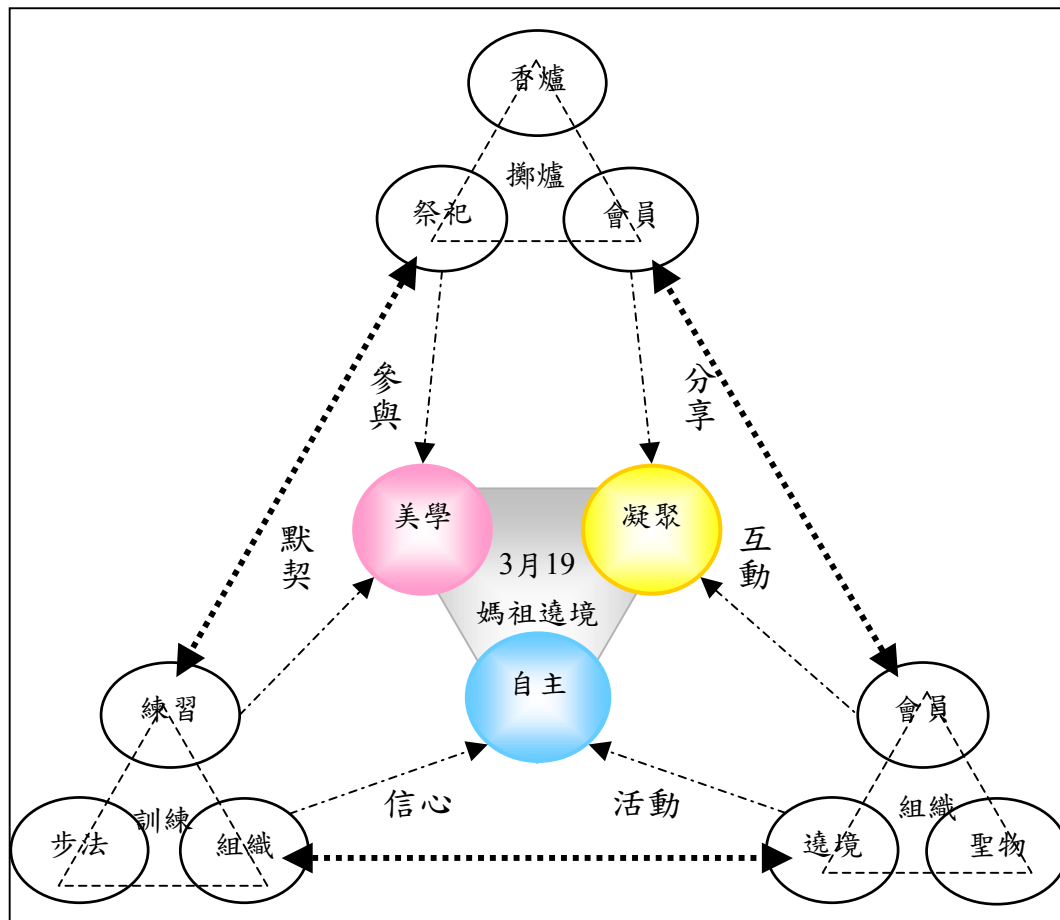 香爐
擲爐
祭祀
會員
參與
分享
美學
凝聚
默契
互動
3月19
媽祖遶境
自主
練習
會員
信心
活動
訓練
組織
步法
組織
遶境
聖物